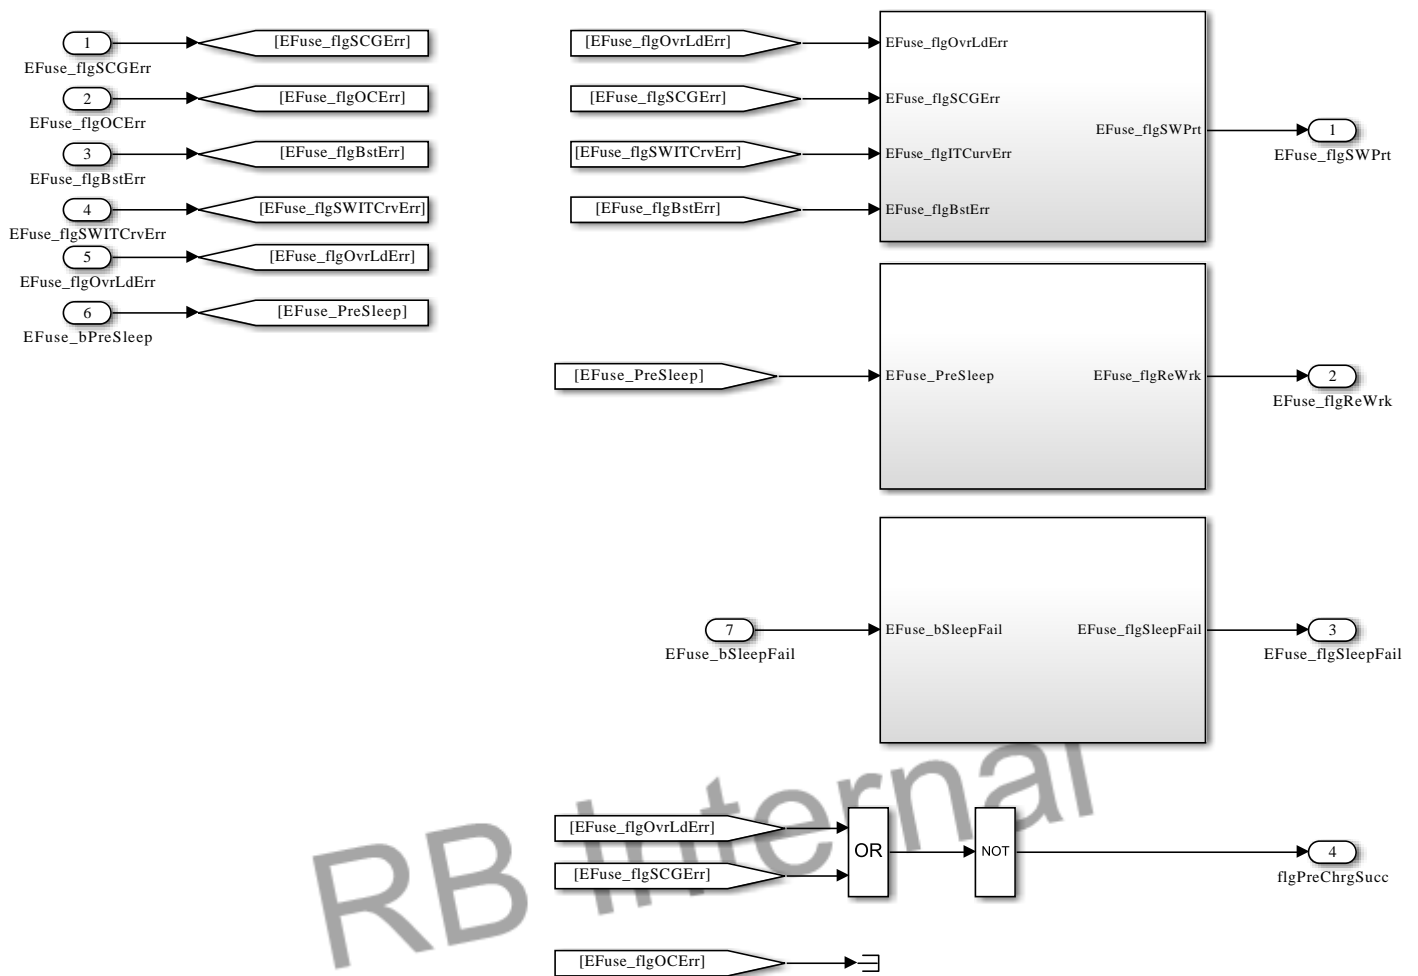 1
[EFuse_flgSCGErr]
EFuse_flgSCGErr
2
[EFuse_flgOCErr]
EFuse_flgOCErr
3
[EFuse_flgBstErr]
EFuse_flgBstErr
4
[EFuse_flgSWITCrvErr]
EFuse_flgSWITCrvErr
5
[EFuse_flgOvrLdErr]
EFuse_flgOvrLdErr
6
[EFuse_PreSleep]
EFuse_bPreSleep
[EFuse_flgOvrLdErr]
EFuse_flgOvrLdErr
[EFuse_flgSCGErr]
EFuse_flgSCGErr
[EFuse_flgSWITCrvErr]
EFuse_flgITCurvErr
[EFuse_flgBstErr]
EFuse_flgBstErr
EFuse_flgSWPrt
1
EFuse_flgSWPrt
[EFuse_PreSleep]
EFuse_PreSleep
EFuse_flgReWrk
2
EFuse_flgReWrk
7
EFuse_bSleepFail
EFuse_bSleepFail
EFuse_flgSleepFail
3
EFuse_flgSleepFail
[EFuse_flgOvrLdErr]
[EFuse_flgSCGErr]
OR
NOT
4
flgPreChrgSucc
[EFuse_flgOCErr]
RB Internal